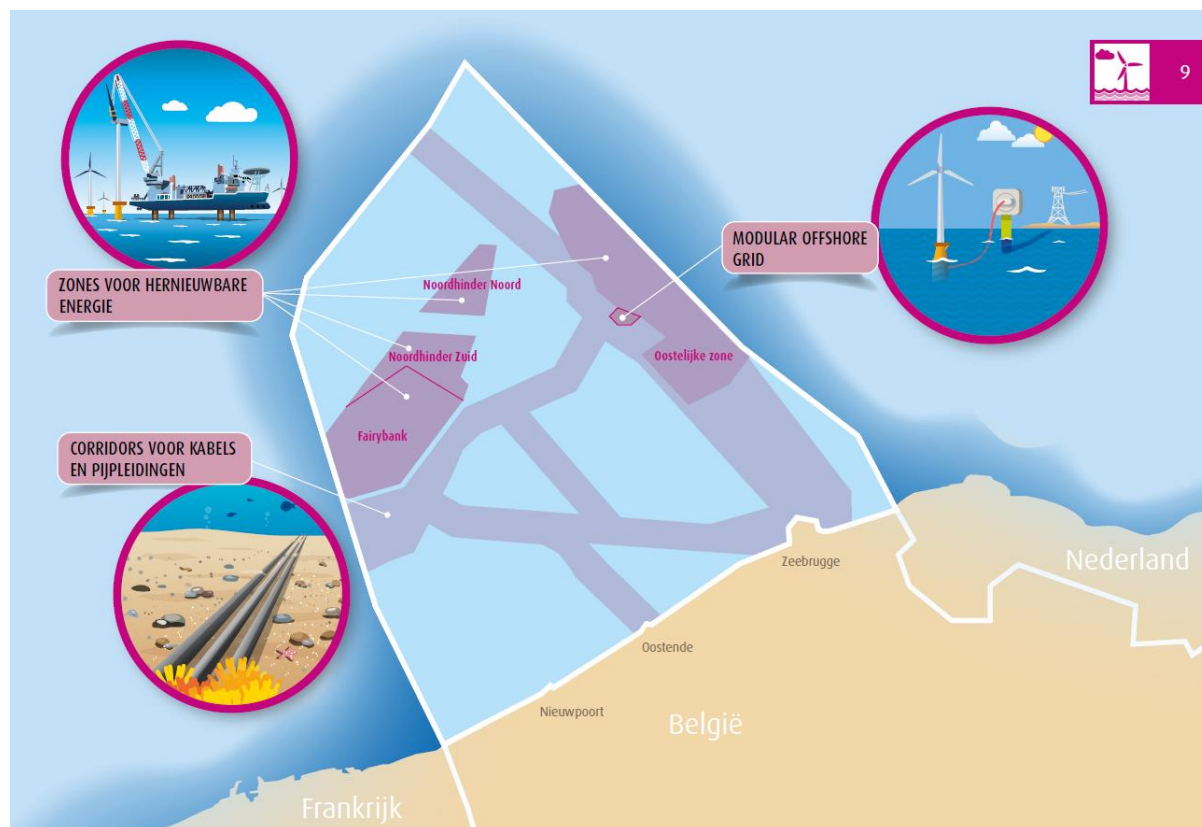 9
ZONES VOOR HERNIEUWBARE
ENERGIE
MODULAR OFFSHORE
GRID
Noordhinder Noord
Noordhinder Zuid
Oostelijke zone
Fairybank
CORRIDORS VOOR KABELS
EN PIJPLEIDINGEN
Zeebrugge
Nederland
Oostende
Nieuwpoort
België
Frankrijk